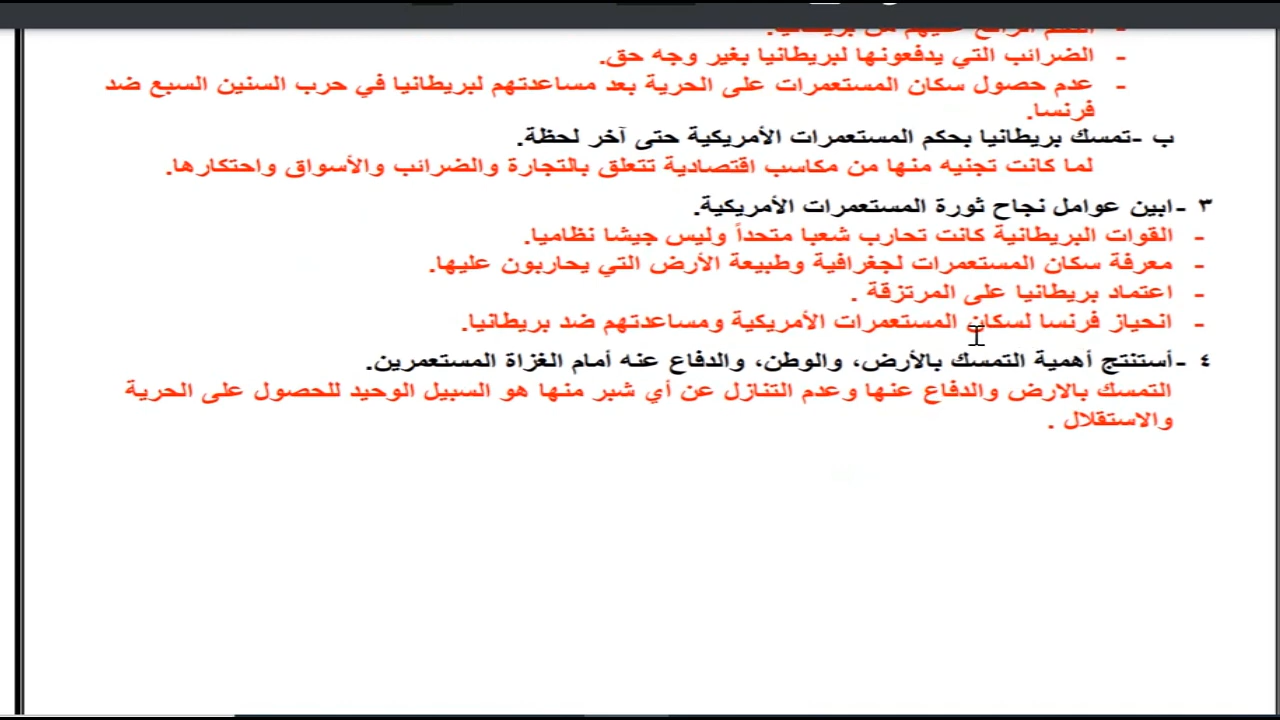 - الضرائب التي يدفعونها لبريطانيا بغير وجه حق.
- عدم حصول سكان المستعمرات على الحرية بعد مساعدتهم لبريطانيا في حرب السنين السبع ضد
فرنسا.
ب -تمسك بريطانيا بحكم المستعمرات الأمريكية حتى آخر لحظة.
لما كانت تجنيه منها من مكاسب اقتصادية تتعلق بالتجارة والضرائب والأسواق واحتكارها.
٣ -ابين عوامل نجاح ثورة المستعمرات الأمريكية.
- القوات البريطانية كانت تحارب شعبا متحداً وليس جيشا نظاميا.
- معرفة سكان المستعمرات لجغرافية وطبيعة الأرض التي يحاربون عليها.
- اعتماد بريطانيا على المرتزقة .
- انحياز فرنسا لسكان المستعمرات الأمريكية ومساعدتهم ضد بريطانيا.
٤ -أستنتج أهمية التمسك بالأرض، والوطن، والدفاع عنه أمام الغزاة المستعمرين.
التمسك بالارض والدفاع عنها وعدم التنازل عن أي شبر منها هو السبيل الوحيد للحصول على الحرية
والاستقلال .